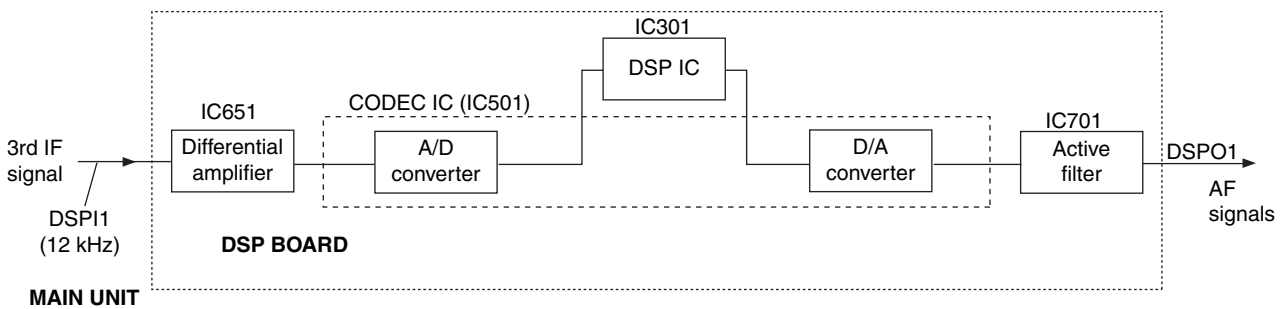 IC301
DSP IC
CODEC IC (IC501)
IC651
Differential
amplifier
A/D
converter
D/A
converter
IC701
Active
filter
3rd IF
signal
DSPI1
(12 kHz)
DSPO1
AF
signals
DSP BOARD
MAIN UNIT